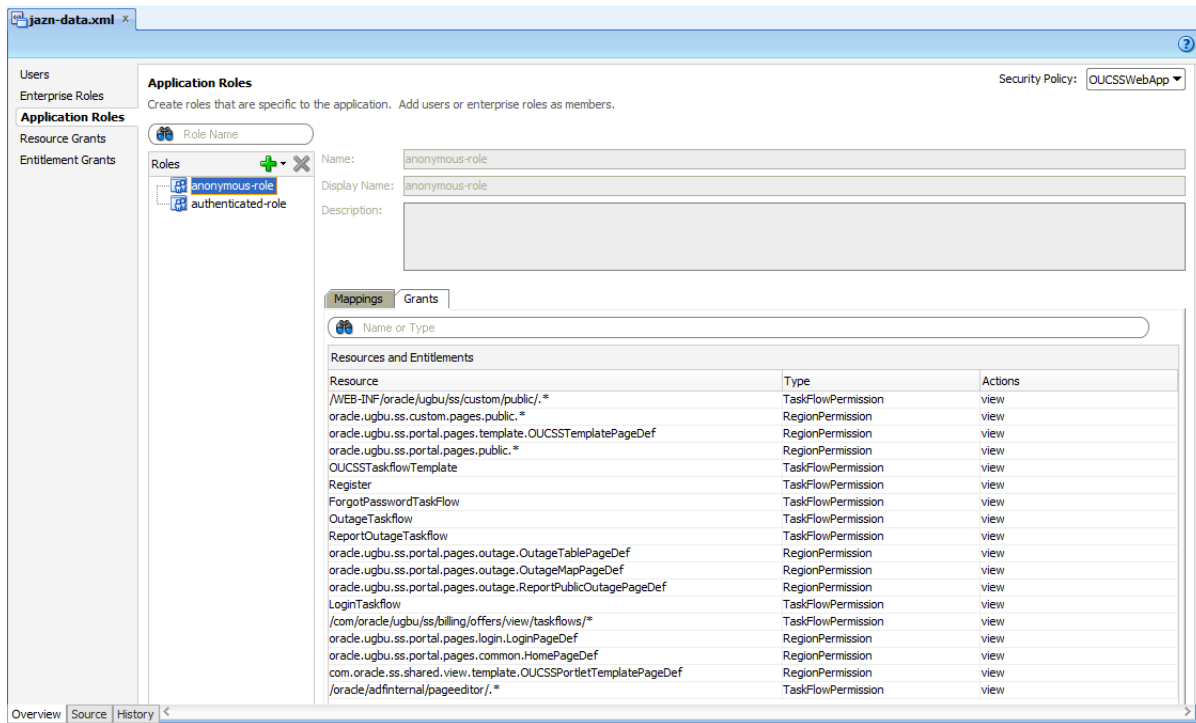 jazn-data.xml
Users
Enterprise Roles
Application Roles
Resource Grants
Entitlement Grants
Application Roles
Security Policy: OUCSSWebApp
Create roles that are specific to the application. Add users or enterprise roles as members.
Role Name
Roles
anonymous-role
authenticated-role
Name: anonymous-role
Display Name: anonymous-role
Description:
Mappings Grants
Name or Type
Resources and Entitlements
Resource Type Actions
/WEB-INF/oracle/ugbu/ss/custom/public/.* TaskFlowPermission view
oracle.ugbu.ss.custom.pages.public.* RegionPermission view
oracle.ugbu.ss.portal.pages.template.OUCSSTemplatePageDef RegionPermission view
oracle.ugbu.ss.portal.pages.public.* RegionPermission view
OUCSSTaskflowTemplate TaskFlowPermission view
Register TaskFlowPermission view
ForgotPasswordTaskFlow TaskFlowPermission view
OutageTaskflow TaskFlowPermission view
ReportOutageTaskflow TaskFlowPermission view
oracle.ugbu.ss.portal.pages.outage.OutageTablePageDef RegionPermission view
oracle.ugbu.ss.portal.pages.outage.OutageMapPageDef RegionPermission view
oracle.ugbu.ss.portal.pages.outage.ReportPublicOutagePageDef RegionPermission view
LoginTaskflow TaskFlowPermission view
/com/oracle/ugbu/ss/billing/offers/view/taskflows/* TaskFlowPermission view
oracle.ugbu.ss.portal.pages.login.LoginPageDef RegionPermission view
oracle.ugbu.ss.portal.pages.common.HomePageDef RegionPermission view
com.oracle.ss.shared.view.template.OUCSSPortletTemplatePageDef RegionPermission view
/oracle/adfinternal/pageeditor/.* TaskFlowPermission view
Overview Source History